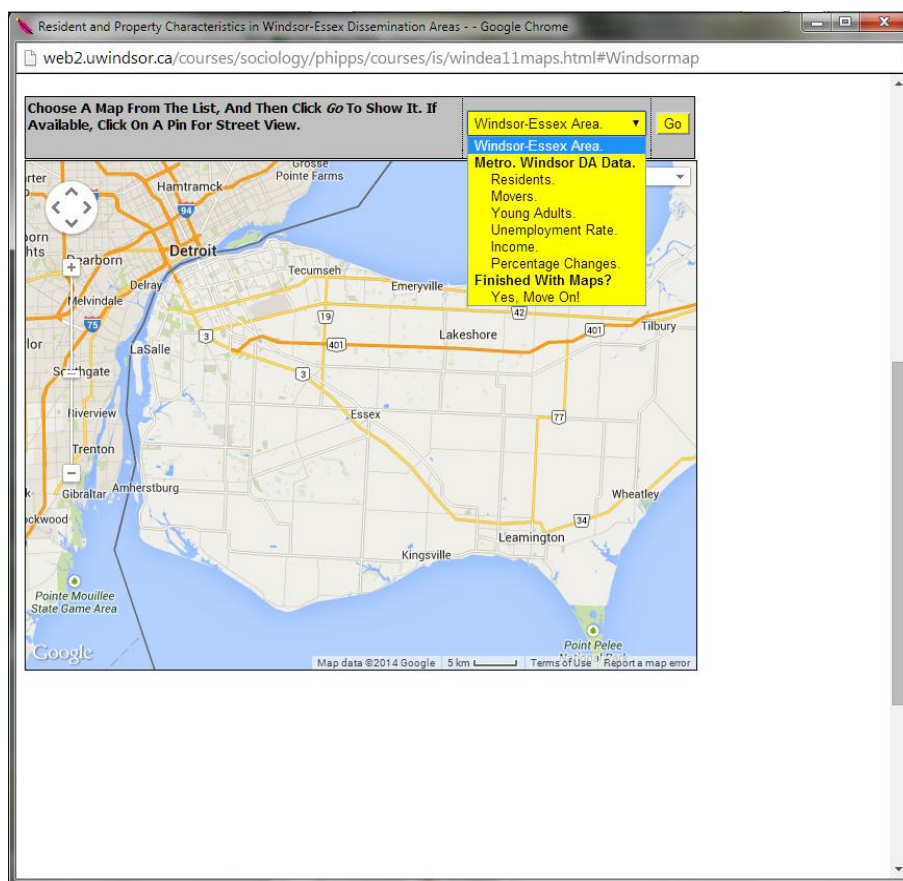 Resident and Property Characteristics in Windsor-Essex Dissemination Areas - - Google Chrome
web2.uwindsor.ca/courses/sociology/phipps/courses/is/windea11maps.html#Windsormap
Choose A Map From The List, And Then Click Go To Show It. If
Available, Click On A Pin For Street View.
Windsor-Essex Area.
Go
Windsor-Essex Area.
Metro. Windsor DA Data.
Residents.
Movers.
Young Adults.
Unemployment Rate.
Income.
Percentage Changes.
Finished With Maps?
Yes, Move On!
Grosse
Pointe Farms
Hamtramck
94
Detroit
Dearborn
Tecumseh
Emeryville
Delray
Melvindale
75
19
42
401
Tilbury
3
401
Lakeshore
LaSalle
3
Southgate
Riverview
Essex
77
Trenton
Gibraltar
Amherstburg
Wheatley
34
Leamington
Kingsville
Pointe Mouillee
State Game Area
Point Pelee
National Park
Google
Map data ©2014 Google
5 km
Terms of Use
Report a map error